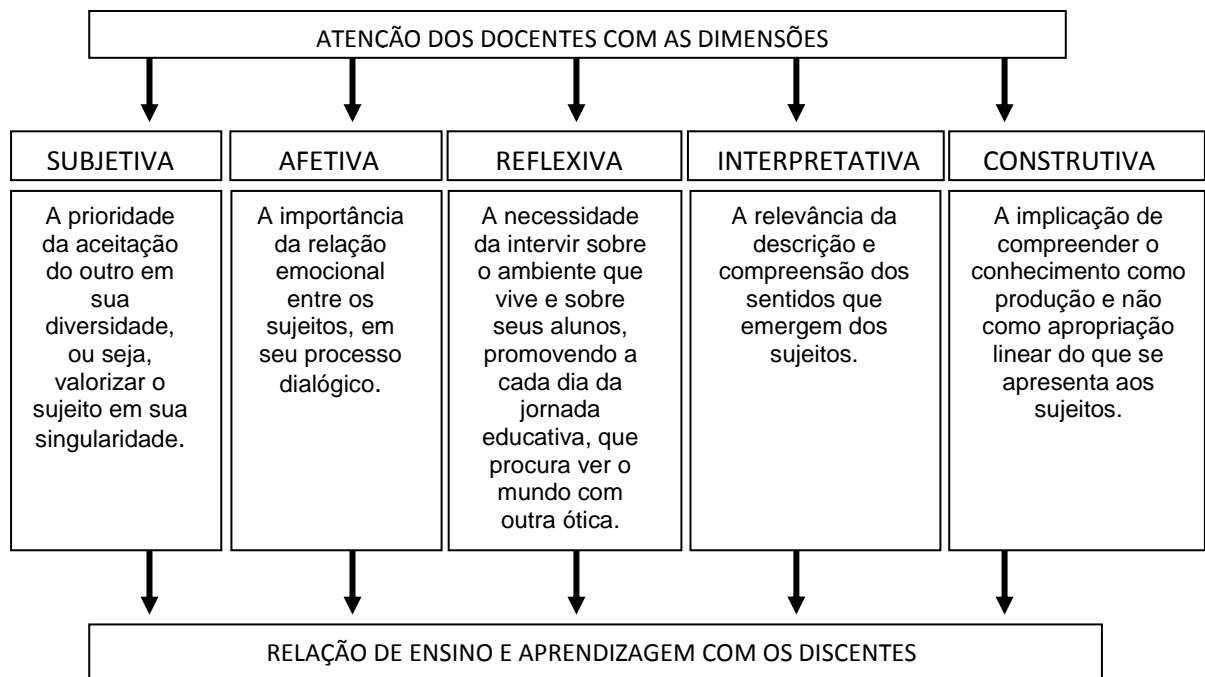 ATENCÃO DOS DOCENTES COM AS DIMENSÕES
SUBJETIVA
A prioridade
da aceitação
do outro em
sua
diversidade,
ou seja,
valorizar o
sujeito em sua
singularidade.
AFETIVA
A importância
da relação
emocional
entre os
sujeitos, em
seu processo
dialógico.
REFLEXIVA
A necessidade
da intervir sobre
o ambiente que
vive e sobre
seus alunos,
promovendo a
cada dia da
jornada
educativa, que
procura ver o
mundo com
outra ótica.
INTERPRETATIVA
A relevância da
descrição e
compreensão dos
sentidos que
emergem dos
sujeitos.
CONSTRUTIVA
A implicação de
compreender o
conhecimento como
produção e não
como apropriação
linear do que se
apresenta aos
sujeitos.
RELAÇÃO DE ENSINO E APRENDIZAGEM COM OS DISCENTES